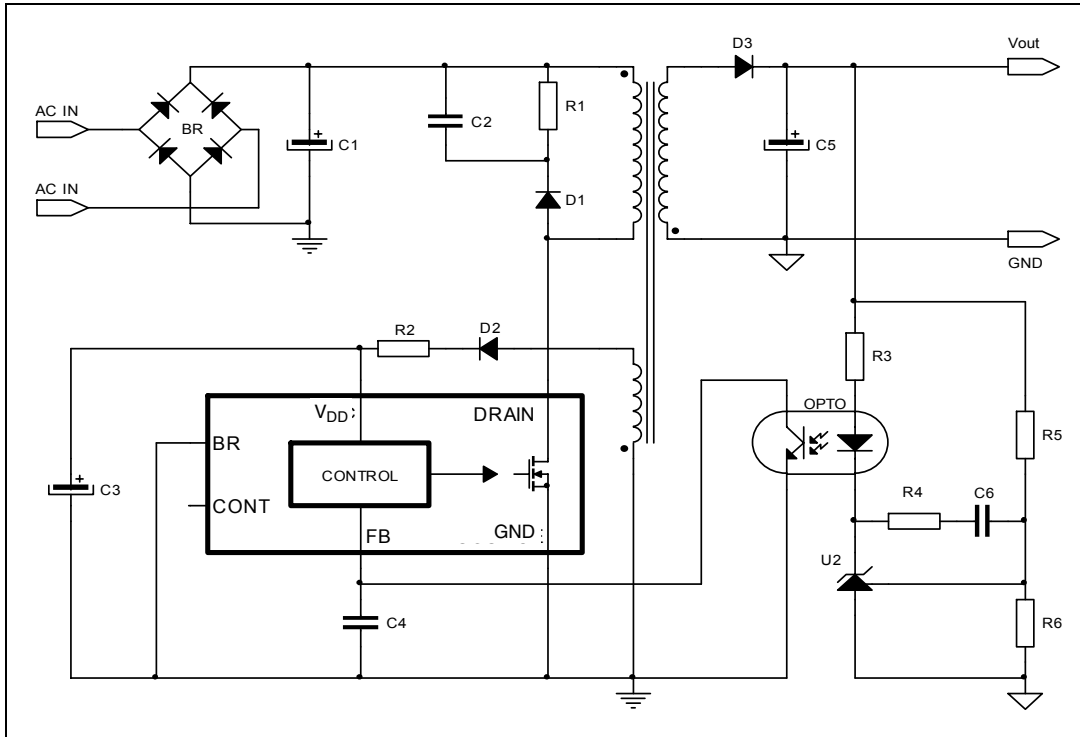 D3
Vout
AC IN
BR
C1
C2
R1
C5
AC IN
D1
GND
R2
D2
R3
VDD
DRAIN
OPTO
BR
R5
CONTROL
C3
CONT
R4
C6
FB
GND
U2
C4
R6